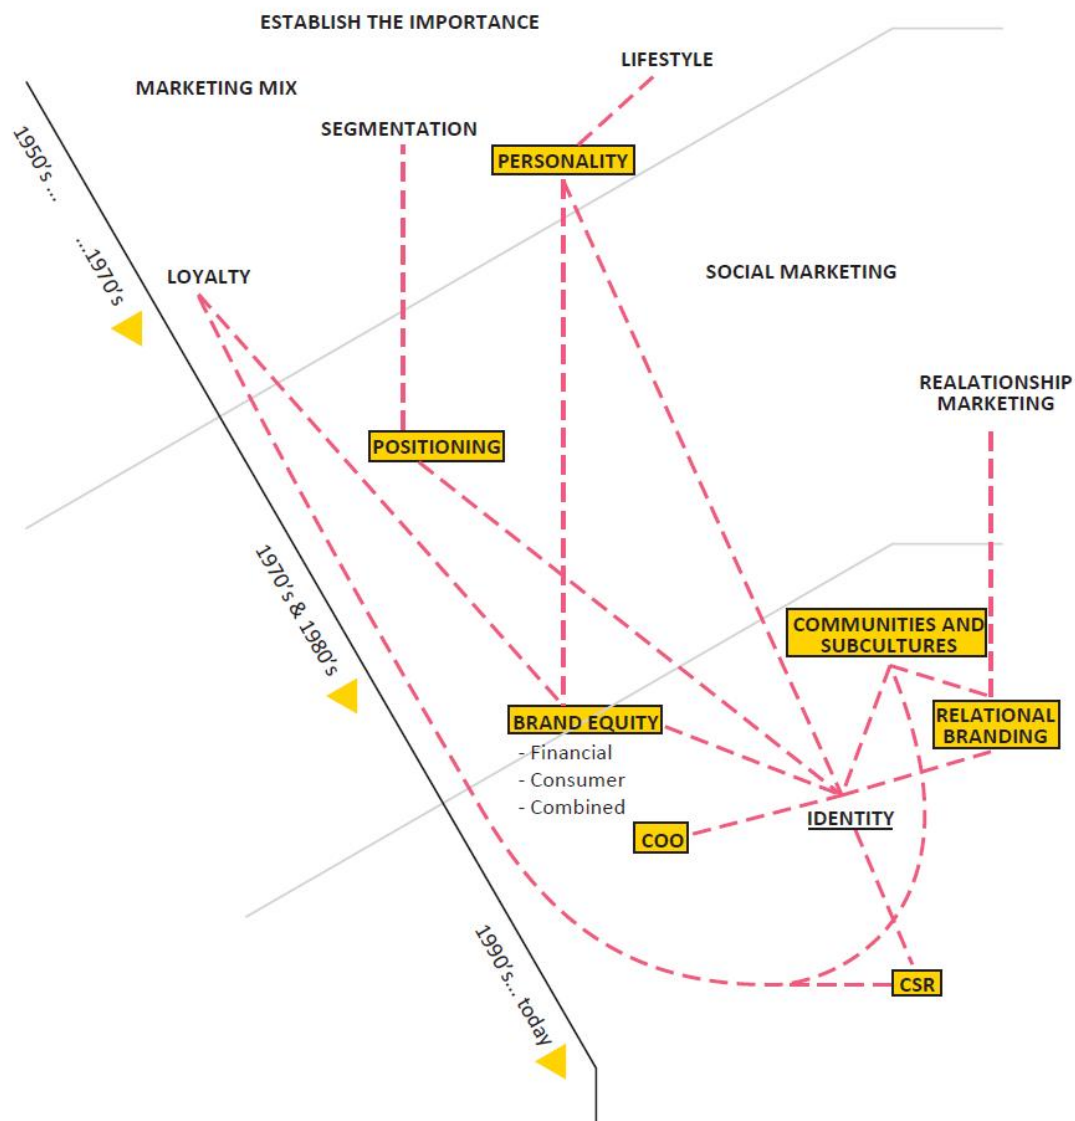 ESTABLISH THE IMPORTANCE
LIFESTYLE
MARKETING MIX
SEGMENTATION
PERSONALITY
1950's ...
...1970's
LOYALTY
SOCIAL MARKETING
REALATIONSHIP
MARKETING
POSITIONING
1970's & 1980's
COMMUNITIES AND
SUBCULTURES
BRAND EQUITY
- Financial
- Consumer
- Combined
RELATIONAL
BRANDING
COO
IDENTITY
1990's... today
CSR